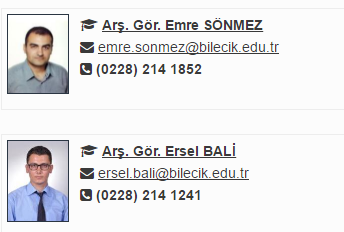 Arş. Gör. Emre SÖNMEZ
emre.sonmez@bilecik.edu.tr
(0228) 214 1852
Arş. Gör. Ersel BALİ
ersel.bali@bilecik.edu.tr
(0228) 214 1241